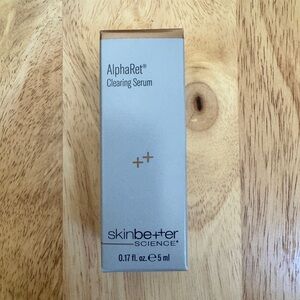 AlphaRet®
Clearing Serum
++
skinbetter
SCIENCE®
0.17 fl. oz. ℮ 5 ml